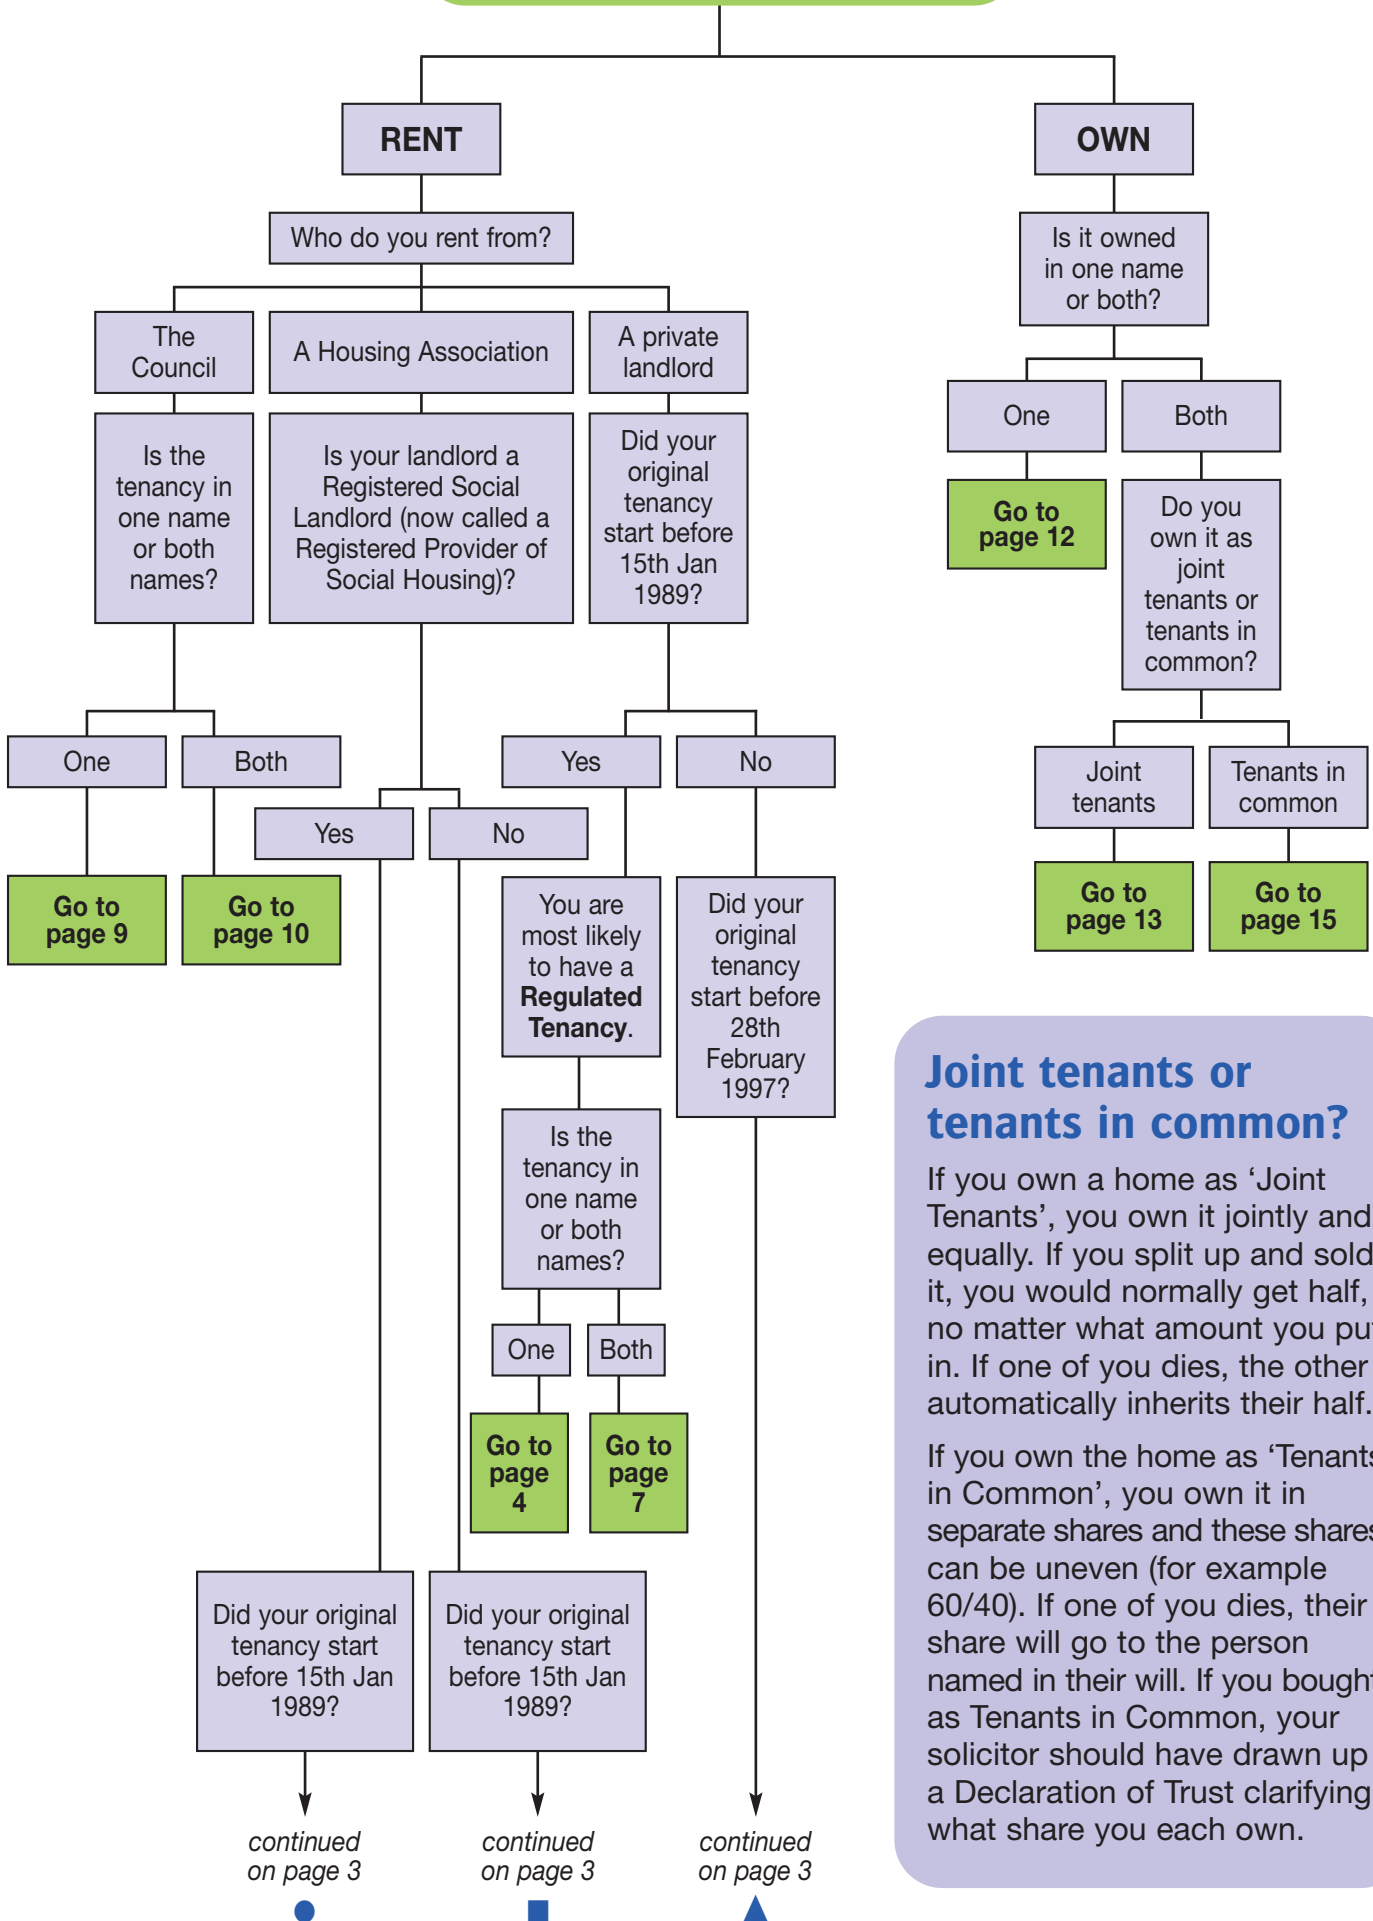 RENT
OWN
Who do you rent from?
Is it owned
in one name
or both?
The
Council
A Housing Association
A private
landlord
One
Both
Is the
tenancy in
one name
or both
names?
Is your landlord a
Registered Social
Landlord (now called a
Registered Provider of
Social Housing)?
Did your
original
tenancy
start before
15th Jan
1989?
Go to
page 12
Do you
own it as
joint
tenants or
tenants in
common?
One
Both
Yes
No
Yes
No
Joint
tenants
Tenants in
common
Go to
page 9
Go to
page 10
You are
most likely
to have a
Regulated
Tenancy.
Did your
original
tenancy
start before
28th
February
1997?
Go to
page 13
Go to
page 15
Is the
tenancy in
one name
or both
names?
One
Both
Go to
page
4
Go to
page
7
Did your original
tenancy start
before 15th Jan
1989?
Did your original
tenancy start
before 15th Jan
1989?
continued
on page 3
continued
on page 3
continued
on page 3
Joint tenants or
tenants in common?
If you own a home as ‘Joint
Tenants’, you own it jointly and
equally. If you split up and sold
it, you would normally get half,
no matter what amount you put
in. If one of you dies, the other
automatically inherits their half.
If you own the home as ‘Tenants
in Common’, you own it in
separate shares and these shares
can be uneven (for example
60/40). If one of you dies, their
share will go to the person
named in their will. If you bought
as Tenants in Common, your
solicitor should have drawn up
a Declaration of Trust clarifying
what share you each own.